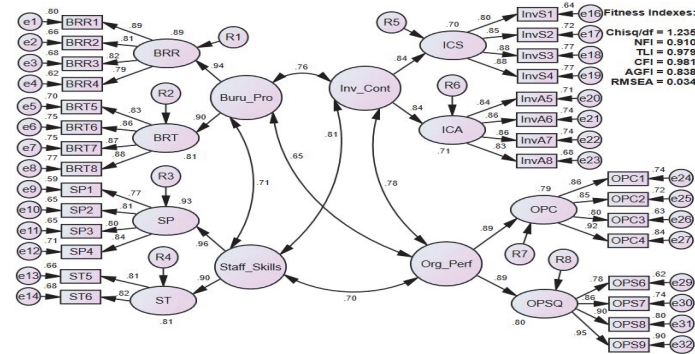 Fitness Indexes:
Chisq/df = 1.235
NFI = 0.910
TLI = 0.979
CFI = 0.981
AGFI = 0.838
RMSEA = 0.034
e1 .80 BRR1 .89
e2 .66 BRR2 .81
e3 .68 BRR3 .82
e4 .62 BRR4 .79
BRR .89
R1
.94
e5 .70 BRT5 .83
e6 .75 BRT6 .86
e7 .75 BRT7 .87
e8 .77 BRT8 .88
BRT .81
R2
.90
e9 .59 SP1 .77
e10 .65 SP2 .81
e11 .65 SP3 .80
e12 .71 SP4 .84
SP .93
R3
.96
e13 .66 ST5 .81
e14 .68 ST6 .82
ST .81
R4
.90
Buru_Pro
Inv_Cont
Staff_Skills
Org_Perf
.76
.81
.65
.71
.78
.70
R5
ICS .70
.84
.80 InvS1 .64 e16
.85 InvS2 .72 e17
.88 InvS3 .77 e18
.88 InvS4 .77 e19
R6
ICA .71
.84
.84 InvA5 .71 e20
.86 InvA6 .74 e21
.86 InvA7 .74 e22
.83 InvA8 .68 e23
OPC .79
R7
.89
.86 OPC1 .74 e24
.85 OPC2 .72 e25
.80 OPC3 .63 e26
.92 OPC4 .84 e27
R8
OPSQ .80
.89
.78 OPS6 .62 e29
.86 OPS7 .74 e30
.90 OPS8 .80 e31
.95 OPS9 .90 e32